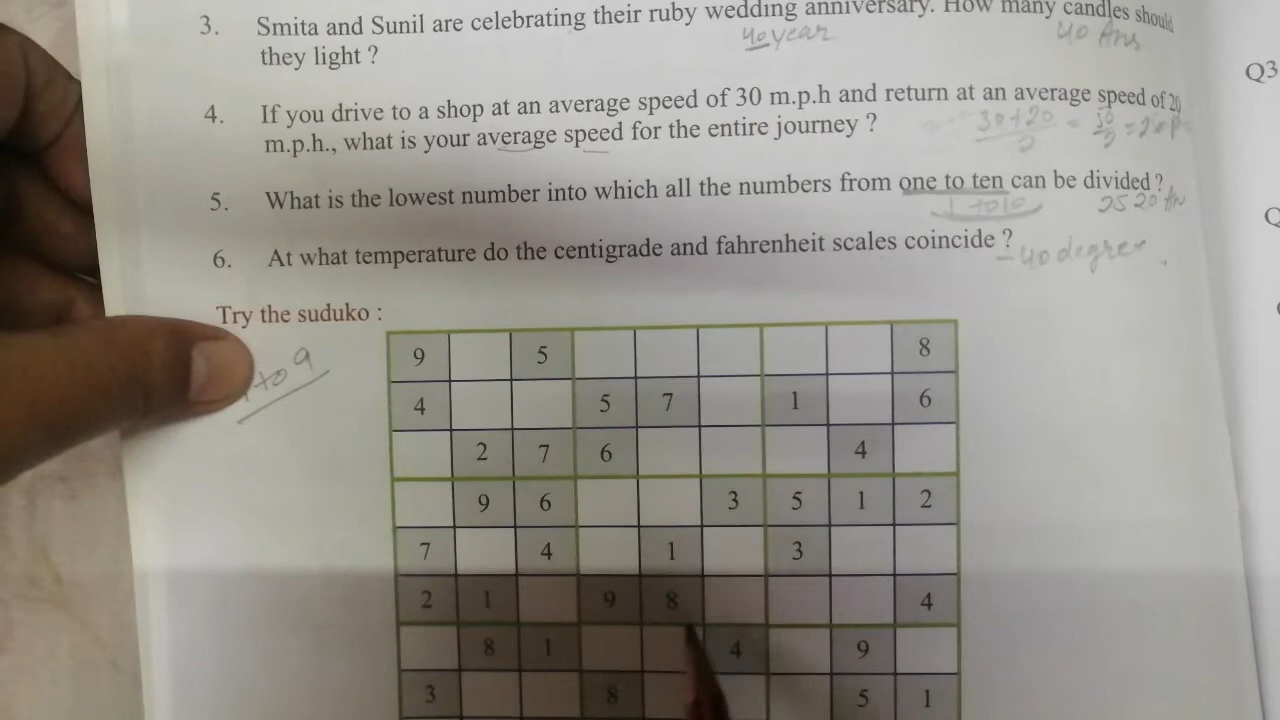 3. Smita and Sunil are celebrating their ruby wedding anniversary. How many candles should
they light ?
40 year
40 Ans
4. If you drive to a shop at an average speed of 30 m.p.h and return at an average speed of 20
m.p.h., what is your average speed for the entire journey ?
30+20
2
5. What is the lowest number into which all the numbers from one to ten can be divided ?
1 to 10
2520 An
6. At what temperature do the centigrade and fahrenheit scales coincide ?
-40 degree
Try the suduko :
to 9
9 5 8
4 5 7 1 6
2 7 6 4
9 6 3 5 1 2
7 4 1 3
2 1 9 8 4
8 1 4 9
3 8 5 1
Q3